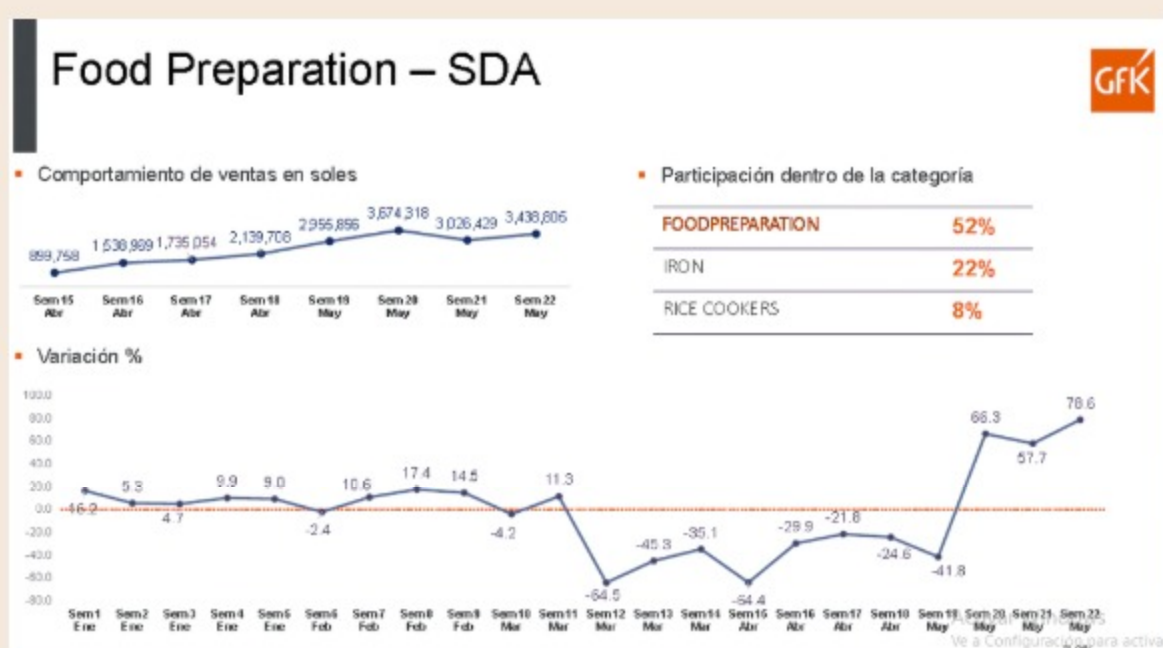 Food Preparation – SDA
GfK
Comportamiento de ventas en soles
899,758 1,538,989 1,735,054 2,139,708 2,955,856 3,674,318 3,026,429 3,438,806
Sem 15 Sem 16 Sem 17 Sem 18 Sem 19 Sem 20 Sem 21 Sem 22
Abr Abr Abr Abr May May May May
Participación dentro de la categoría
FOODPREPARATION 52%
IRON 22%
RICE COOKERS 8%
Variación %
100.0
80.0
60.0
40.0
20.0
0.0
-20.0
-40.0
-60.0
-80.0
16.2 5.3 4.7 9.9 9.0 -2.4 10.6 17.4 14.5 -4.2 11.3 -64.5 -45.3 -35.1 -64.4 -29.9 -21.8 -24.6 -41.8 66.3 57.7 78.6
Sem 1 Sem 2 Sem 3 Sem 4 Sem 5 Sem 6 Sem 7 Sem 8 Sem 9 Sem 10 Sem 11 Sem 12 Sem 13 Sem 14 Sem 15 Sem 16 Sem 17 Sem 18 Sem 19 Sem 20 Sem 21 Sem 22
Ene Ene Ene Ene Ene Feb Feb Feb Feb Mar Mar Mar Mar Mar Abr Abr Abr Abr May May May May
Ve a Configuración para activa